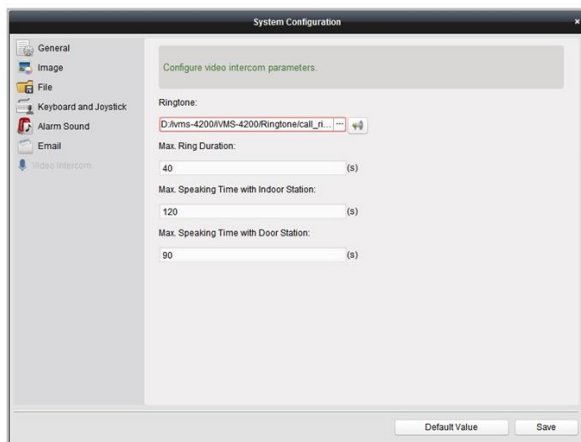 System Configuration
×
General
Image
File
Keyboard and Joystick
Alarm Sound
Email
Video Intercom
Configure video intercom parameters.
Ringtone:
D:/ivms-4200/iVMS-4200/Ringtone/call_ri... ...
Max. Ring Duration:
40 (s)
Max. Speaking Time with Indoor Station:
120 (s)
Max. Speaking Time with Door Station:
90 (s)
Default Value Save